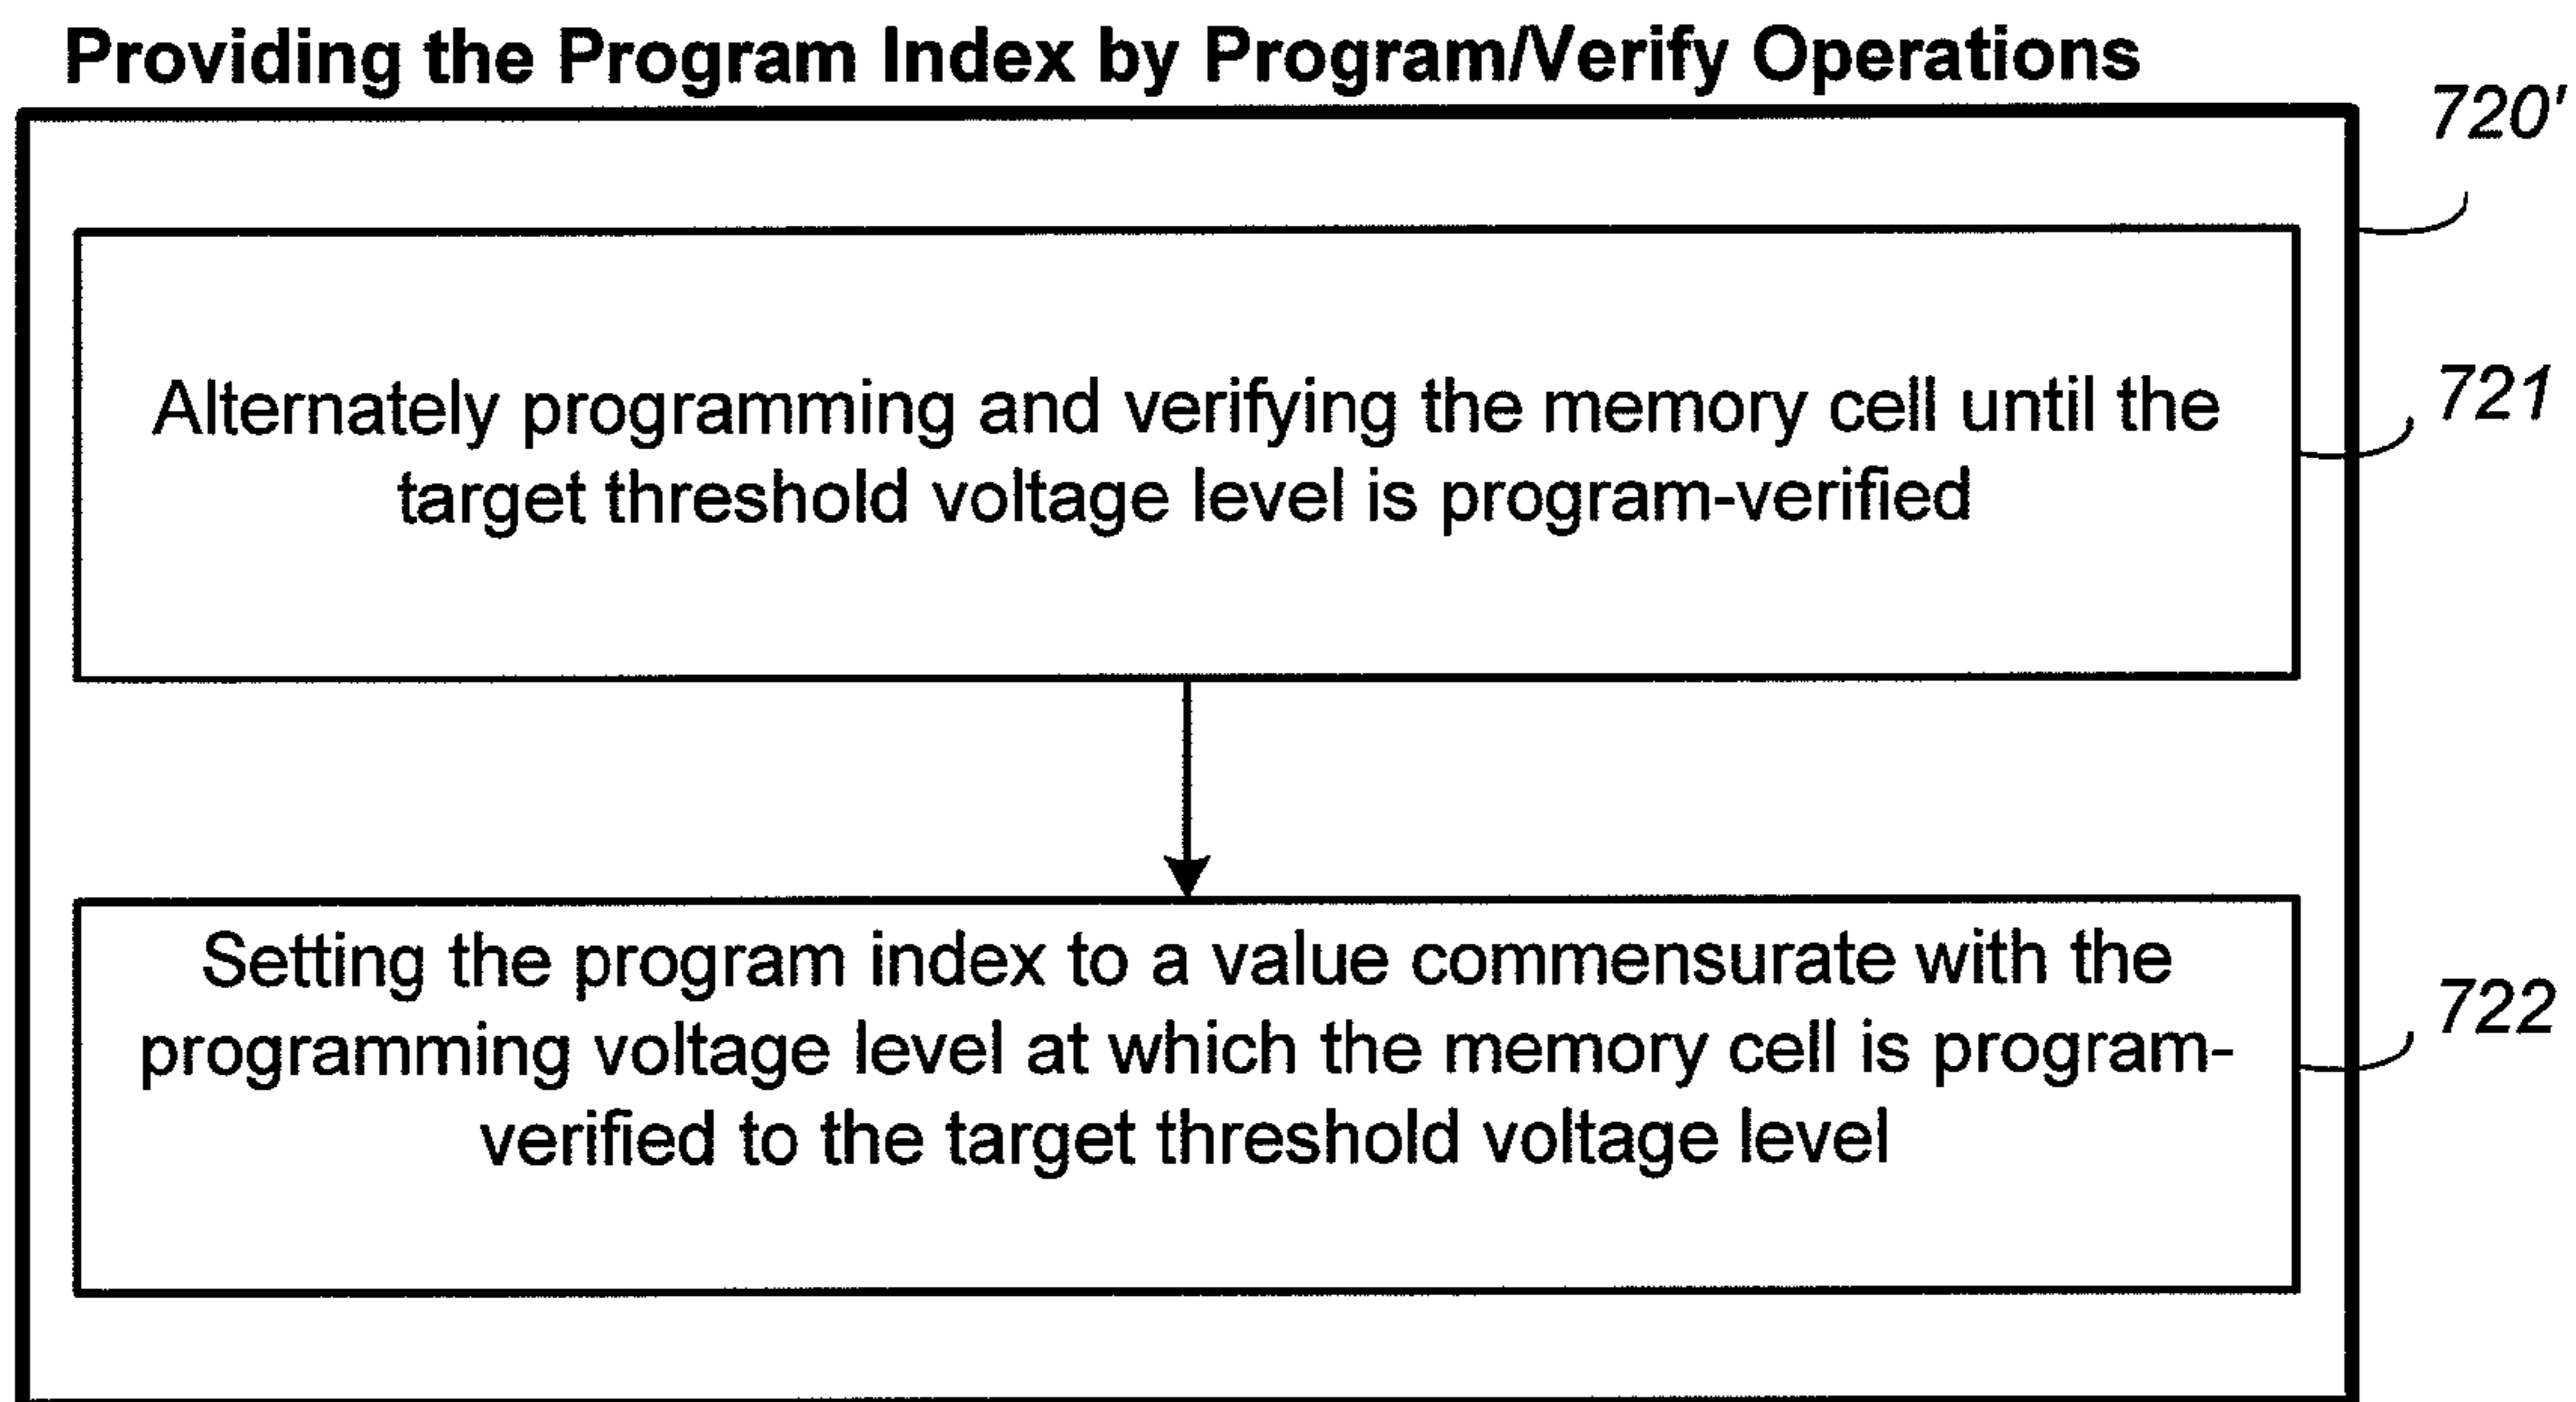 Providing the Program Index by Program/Verify Operations
720'
Alternately programming and verifying the memory cell until the
target threshold voltage level is program-verified
721
Setting the program index to a value commensurate with the
programming voltage level at which the memory cell is program-
verified to the target threshold voltage level
722